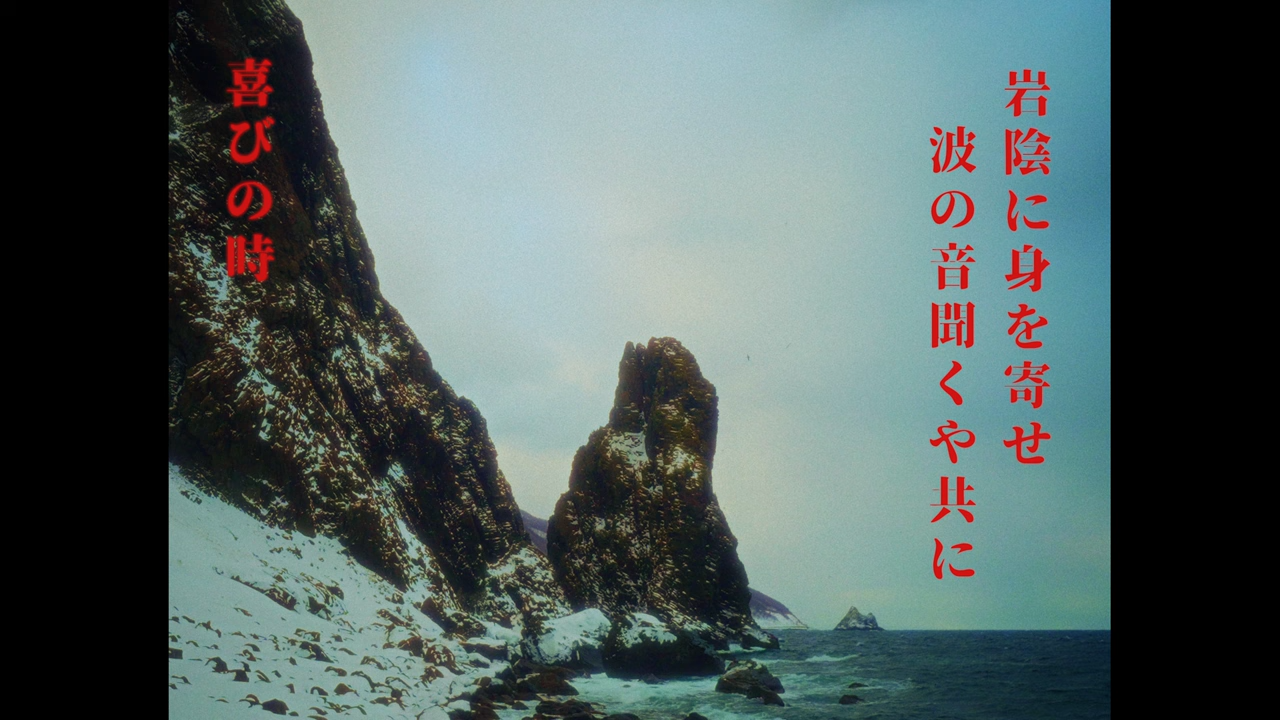 岩陰に身を寄せ
波の音聞くや共に
喜びの時